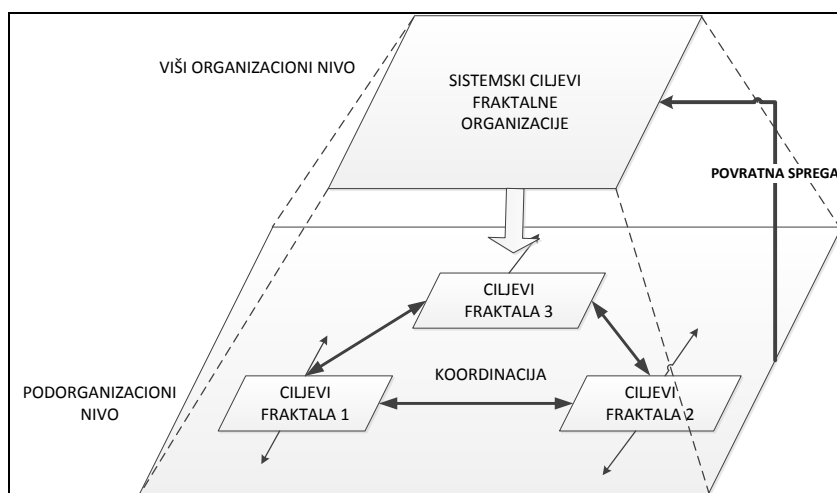 VIŠI ORGANIZACIONI NIVO
SISTEMSKI CILJEVI
FRAKTALNE
ORGANIZACIJE
POVRATNA SPREGA
CILJEVI
FRAKTALA 3
KOORDINACIJA
PODORGANIZACIONI
NIVO
CILJEVI
FRAKTALA 1
CILJEVI
FRAKTALA 2